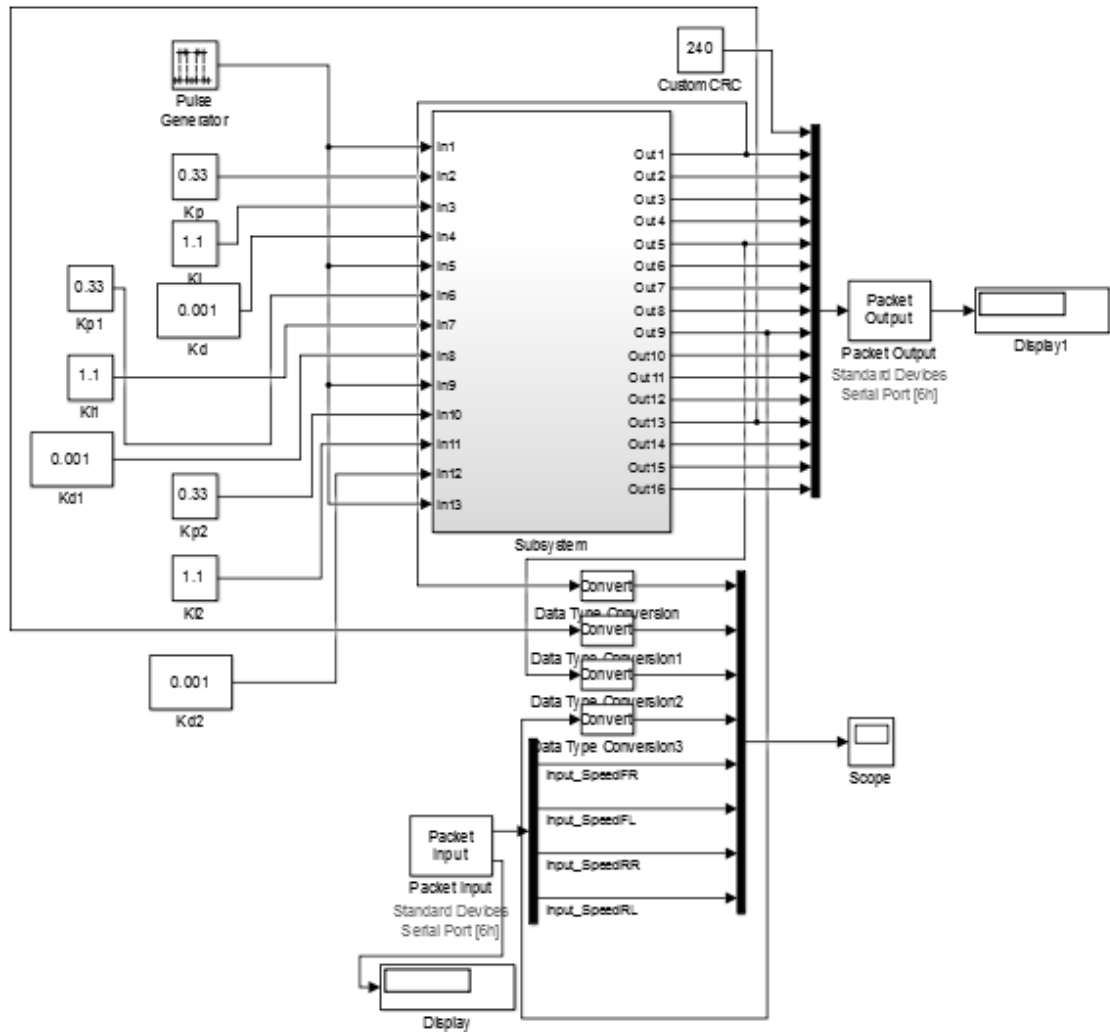 240
Custom CRC
Pulse
Generator
0.33
Kp
1.1
KI
0.001
Kd
0.33
Kp1
1.1
KI1
0.001
Kd1
0.33
Kp2
1.1
KI2
0.001
Kd2
In1
In2
In3
In4
In5
In6
In7
In8
In9
In10
In11
In12
In13
Out1
Out2
Out3
Out4
Out5
Out6
Out7
Out8
Out9
Out10
Out11
Out12
Out13
Out14
Out15
Out16
Subsystem
Packet
Output
Packet Output
Standard Devices
Serial Port [6h]
Display1
Convert
Data Type Conversion
Convert
Data Type Conversion1
Convert
Data Type Conversion2
Convert
Data Type Conversion3
Input_SpeedFR
Input_SpeedFL
Input_SpeedRR
Input_SpeedRL
Scope
Packet
Input
Packet Input
Standard Devices
Serial Port [6h]
Display